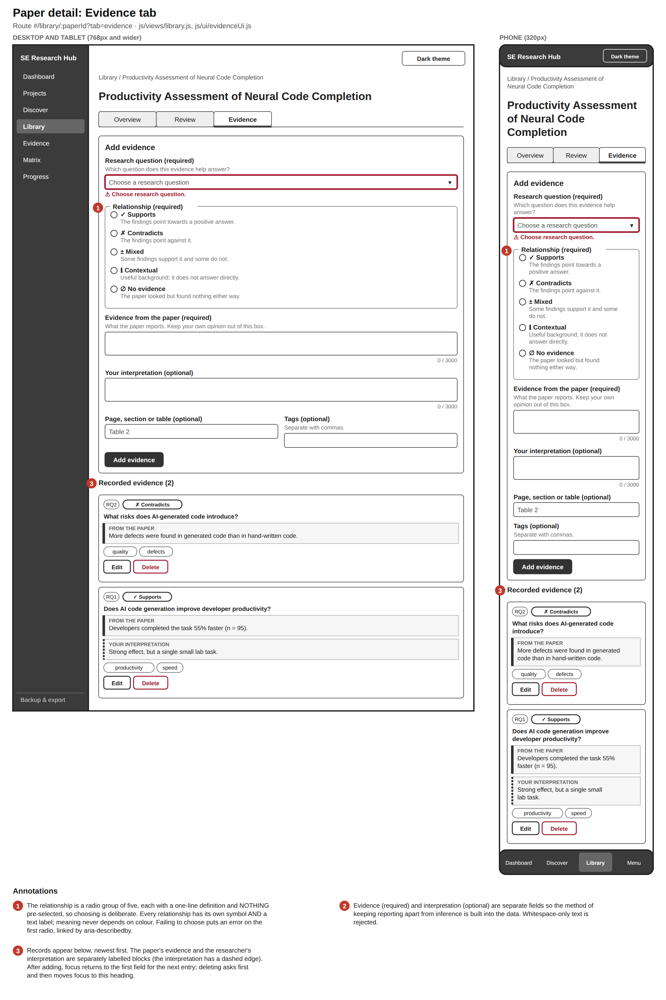 Paper detail: Evidence tab
Route #/library/:paperId?tab=evidence · js/views/library.js, js/ui/evidenceUi.js
DESKTOP AND TABLET (768px and wider)
SE Research Hub
Dashboard
Projects
Discover
Library
Evidence
Matrix
Progress
Backup & export
Dark theme
Library / Productivity Assessment of Neural Code Completion
Productivity Assessment of Neural Code Completion
Overview
Review
Evidence
Add evidence
Research question (required)
Which question does this evidence help answer?
Choose a research question ▼
⚠ Choose research question.
1
Relationship (required)
✓ Supports
The findings point towards a positive answer.
✗ Contradicts
The findings point against it.
± Mixed
Some findings support it and some do not.
ℹ Contextual
Useful background; it does not answer directly.
∅ No evidence
The paper looked but found nothing either way.
Evidence from the paper (required)
What the paper reports. Keep your own opinion out of this box.
0 / 3000
Your interpretation (optional)
0 / 3000
Page, section or table (optional)
Table 2
Tags (optional)
Separate with commas.
Add evidence
3
Recorded evidence (2)
RQ2
✗ Contradicts
What risks does AI-generated code introduce?
FROM THE PAPER
More defects were found in generated code than in hand-written code.
quality
defects
Edit
Delete
RQ1
✓ Supports
Does AI code generation improve developer productivity?
FROM THE PAPER
Developers completed the task 55% faster (n = 95).
YOUR INTERPRETATION
Strong effect, but a single small lab task.
productivity
speed
Edit
Delete
PHONE (320px)
SE Research Hub
Dark theme
Library / Productivity Assessment of
Neural Code Completion
Productivity Assessment
of Neural Code
Completion
Overview
Review
Evidence
Add evidence
Research question (required)
Which question does this evidence help
answer?
Choose a research question ▼
⚠ Choose research question.
1
Relationship (required)
✓ Supports
The findings point towards a
positive answer.
✗ Contradicts
The findings point against it.
± Mixed
Some findings support it and some
do not.
ℹ Contextual
Useful background; it does not
answer directly.
∅ No evidence
The paper looked but found
nothing either way.
Evidence from the paper (required)
What the paper reports. Keep your own
opinion out of this box.
0 / 3000
Your interpretation (optional)
0 / 3000
Page, section or table (optional)
Table 2
Tags (optional)
Separate with commas.
Add evidence
3
Recorded evidence (2)
RQ2
✗ Contradicts
What risks does AI-generated code
introduce?
FROM THE PAPER
More defects were found in generated
code than in hand-written code.
quality
defects
Edit
Delete
RQ1
✓ Supports
Does AI code generation improve
developer productivity?
FROM THE PAPER
Developers completed the task 55%
faster (n = 95).
YOUR INTERPRETATION
Strong effect, but a single small
lab task.
productivity
speed
Edit
Delete
Dashboard
Discover
Library
Menu
Annotations
1
The relationship is a radio group of five, each with a one-line definition and NOTHING
pre-selected, so choosing is deliberate. Every relationship has its own symbol AND a
text label; meaning never depends on colour. Failing to choose puts an error on the
first radio, linked by aria-describedby.
2
Evidence (required) and interpretation (optional) are separate fields so the method of
keeping reporting apart from inference is built into the data. Whitespace-only text is
rejected.
3
Records appear below, newest first. The paper's evidence and the researcher's
interpretation are separately labelled blocks (the interpretation has a dashed edge).
After adding, focus returns to the first field for the next entry; deleting asks first
and then moves focus to this heading.